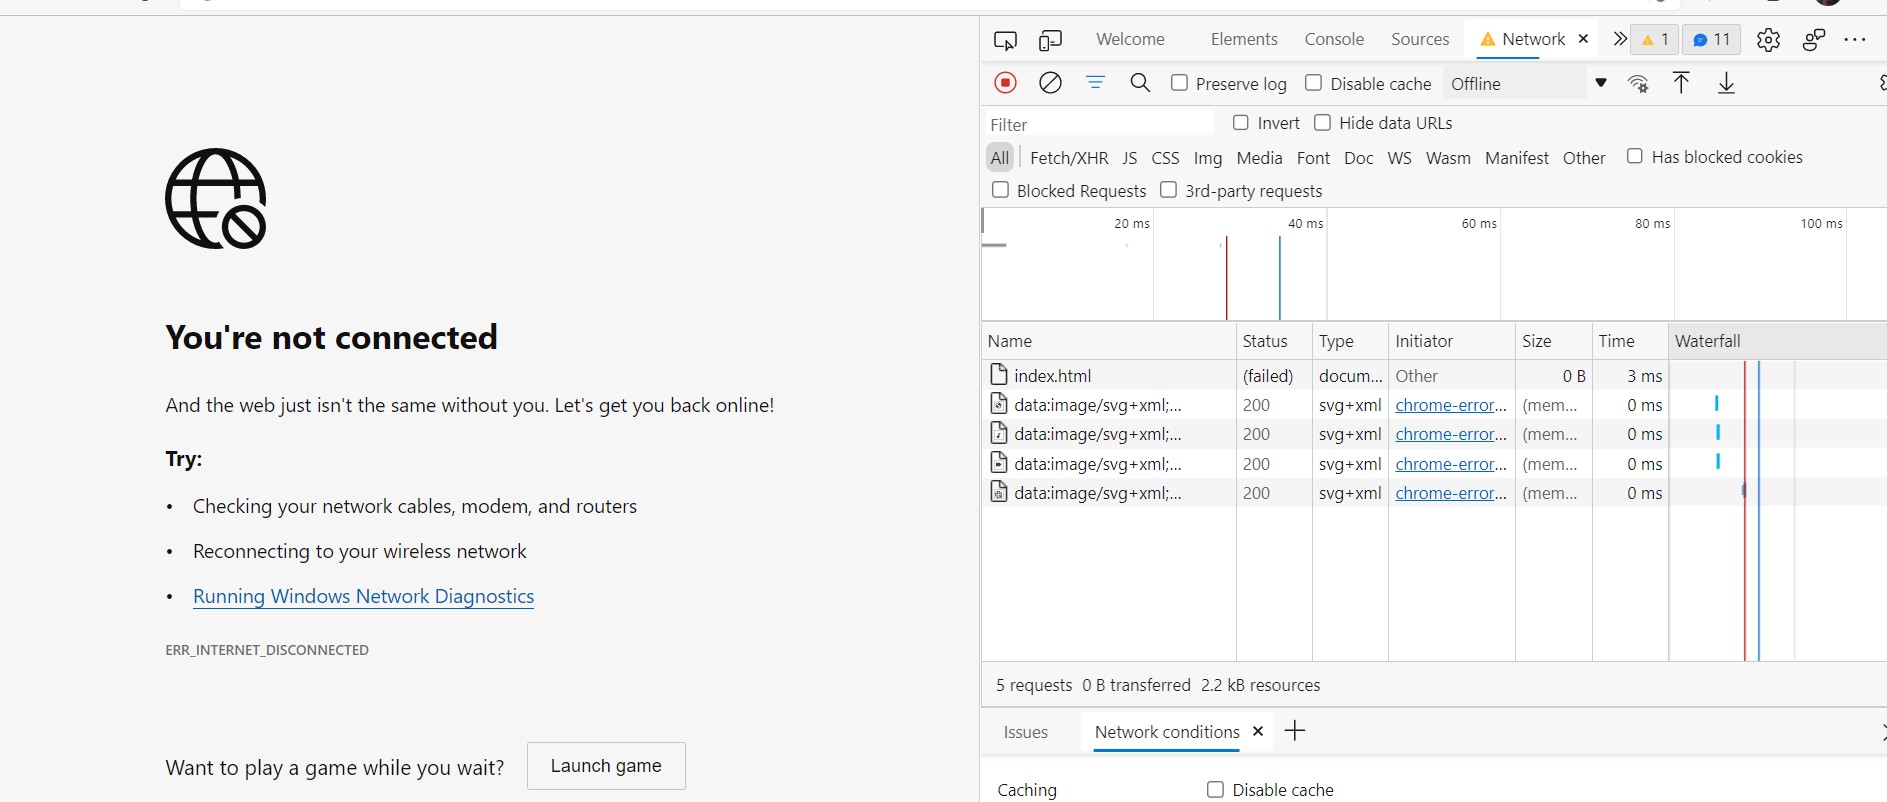 Welcome Elements Console Sources Network × 1 11
Preserve log Disable cache Offline
Filter Invert Hide data URLs
All Fetch/XHR JS CSS Img Media Font Doc WS Wasm Manifest Other Has blocked cookies
Blocked Requests 3rd-party requests
20 ms 40 ms 60 ms 80 ms 100 ms
Name Status Type Initiator Size Time Waterfall
index.html (failed) docum... Other 0 B 3 ms
data:image/svg+xml;... 200 svg+xml chrome-error... (mem... 0 ms
data:image/svg+xml;... 200 svg+xml chrome-error... (mem... 0 ms
data:image/svg+xml;... 200 svg+xml chrome-error... (mem... 0 ms
data:image/svg+xml;... 200 svg+xml chrome-error... (mem... 0 ms
5 requests 0 B transferred 2.2 kB resources
Issues Network conditions × +
Caching Disable cache
You're not connected
And the web just isn't the same without you. Let's get you back online!
Try:
• Checking your network cables, modem, and routers
• Reconnecting to your wireless network
• Running Windows Network Diagnostics
ERR_INTERNET_DISCONNECTED
Want to play a game while you wait? Launch game